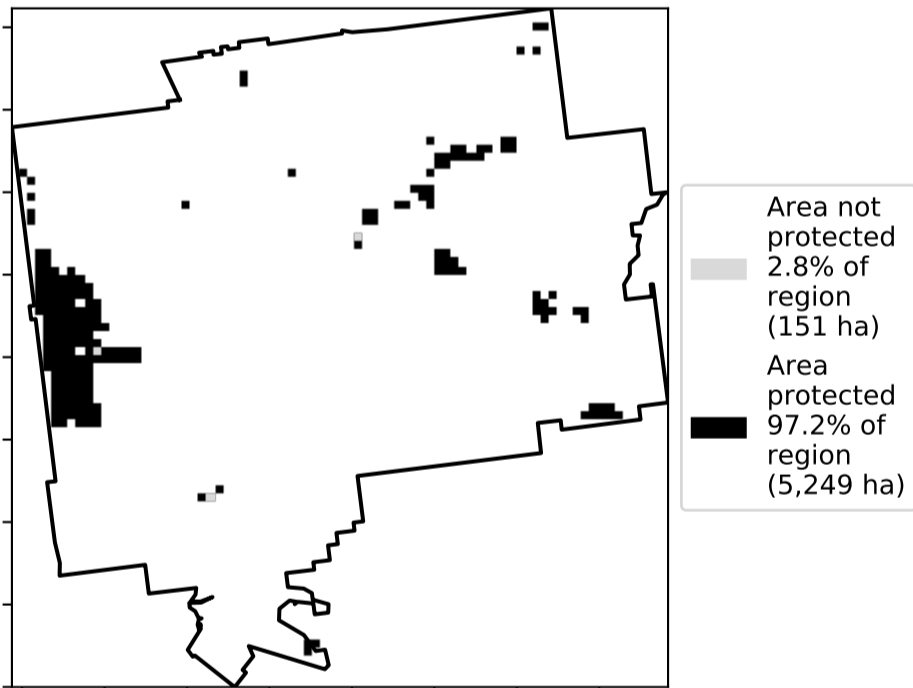 Area not
protected
2.8% of
region
(151 ha)
Area
protected
97.2% of
region
(5,249 ha)